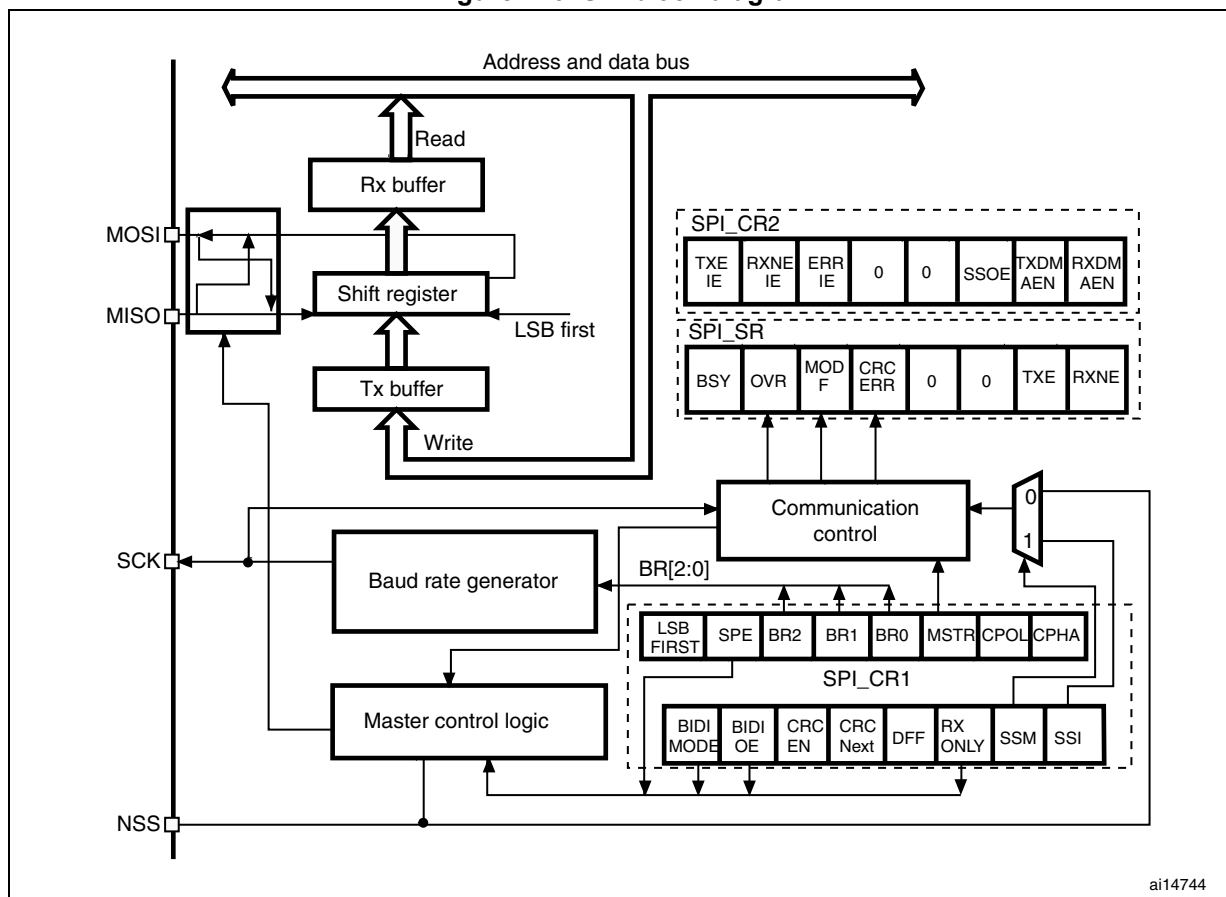 Address and data bus
Read
Rx buffer
MOSI
Shift register
MISO
LSB first
Tx buffer
Write
SPI_CR2
TXE
IE
RXNE
IE
ERR
IE
0
0
SSOE
TXDM
AEN
RXDM
AEN
SPI_SR
BSY
OVR
MOD
F
CRC
ERR
0
0
TXE
RXNE
Communication
control
0
1
SCK
Baud rate generator
BR[2:0]
LSB
FIRST
SPE
BR2
BR1
BR0
MSTR
CPOL
CPHA
SPI_CR1
Master control logic
BIDI
MODE
BIDI
OE
CRC
EN
CRC
Next
DFF
RX
ONLY
SSM
SSI
NSS
ai14744